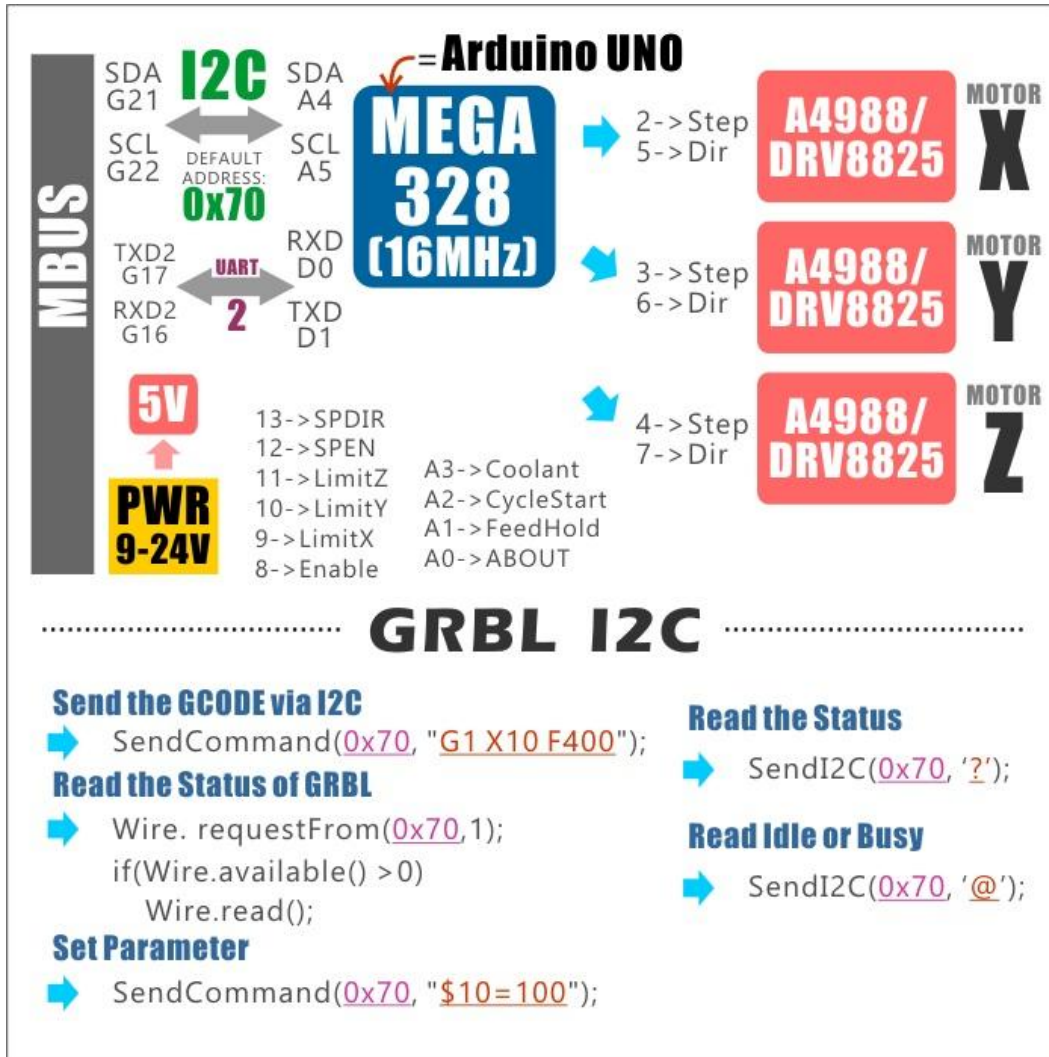 MBUS
SDA
G21
SCL
G22
I2C
DEFAULT
ADDRESS:
0x70
SDA
A4
SCL
A5
TXD2
G17
RXD2
G16
UART
2
RXD
D0
TXD
D1
=Arduino UNO
MEGA
328
(16MHz)
2->Step
5->Dir
A4988/
DRV8825
MOTOR
X
3->Step
6->Dir
A4988/
DRV8825
MOTOR
Y
4->Step
7->Dir
A4988/
DRV8825
MOTOR
Z
5V
PWR
9-24V
13->SPDIR
12->SPEN
11->LimitZ
10->LimitY
9->LimitX
8->Enable
A3->Coolant
A2->CycleStart
A1->FeedHold
A0->ABOUT
GRBL I2C
Send the GCODE via I2C
SendCommand(0x70, "G1 X10 F400");
Read the Status of GRBL
Wire. requestFrom(0x70,1);
if(Wire.available() >0)
Wire.read();
Set Parameter
SendCommand(0x70, "$10=100");
Read the Status
SendI2C(0x70, ‘?’);
Read Idle or Busy
SendI2C(0x70, ‘@’);